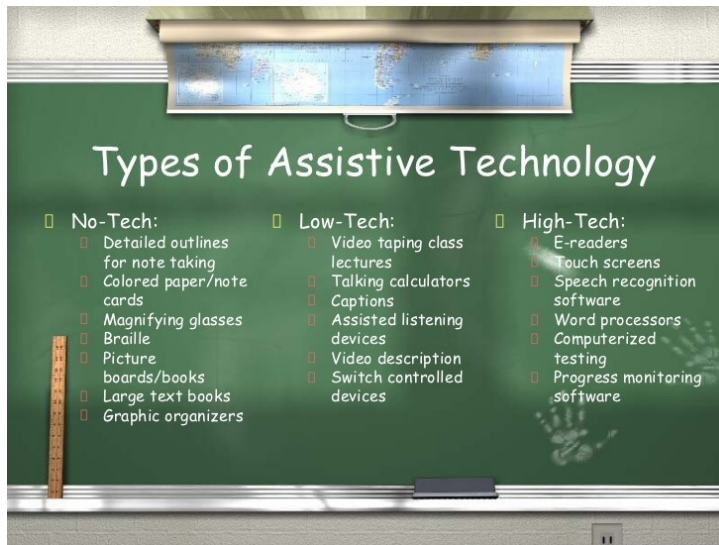 Types of Assistive Technology
No-Tech:
Detailed outlines
for note taking
Colored paper/note
cards
Magnifying glasses
Braille
Picture
boards/books
Large text books
Graphic organizers
Low-Tech:
Video taping class
lectures
Talking calculators
Captions
Assisted listening
devices
Video description
Switch controlled
devices
High-Tech:
E-readers
Touch screens
Speech recognition
software
Word processors
Computerized
testing
Progress monitoring
software